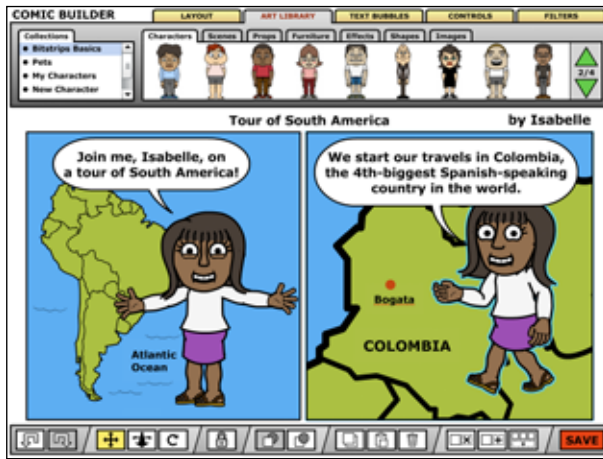 COMIC BUILDER
LAYOUT
ART LIBRARY
TEXT BUBBLES
CONTROLS
FILTERS
Collections
Bitstrips Basics
Pets
My Characters
New Character
Characters
Scenes
Props
Furniture
Effects
Shapes
Images
2/4
Tour of South America
by Isabelle
Join me, Isabelle, on
a tour of South America!
Atlantic
Ocean
We start our travels in Colombia,
the 4th-biggest Spanish-speaking
country in the world.
Bogata
COLOMBIA
SAVE